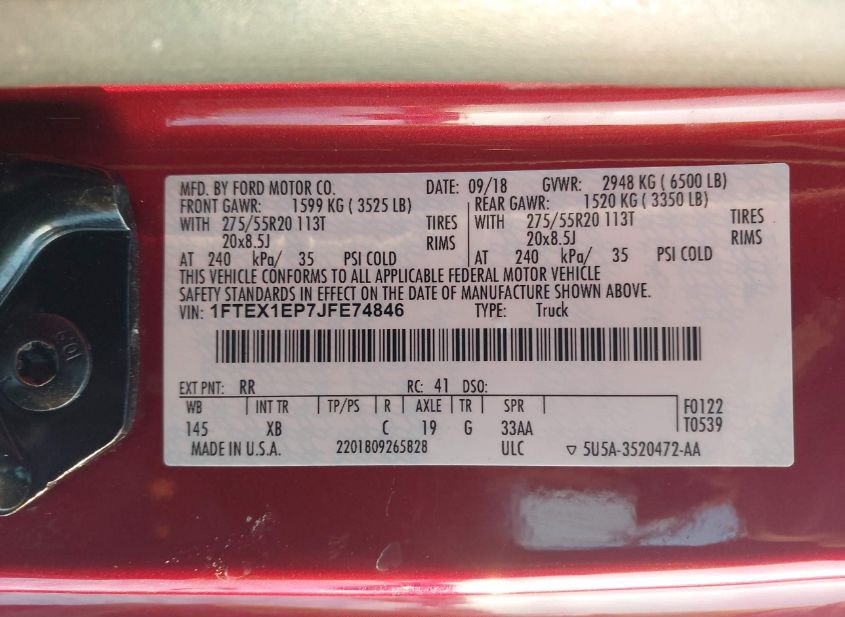 MFD. BY FORD MOTOR CO. DATE: 09/18 GVWR: 2948 KG ( 6500 LB)
FRONT GAWR: 1599 KG ( 3525 LB) REAR GAWR: 1520 KG ( 3350 LB)
WITH 275/55R20 113T TIRES WITH 275/55R20 113T TIRES
20x8.5J RIMS 20x8.5J RIMS
AT 240 kPa/ 35 PSI COLD AT 240 kPa/ 35 PSI COLD
THIS VEHICLE CONFORMS TO ALL APPLICABLE FEDERAL MOTOR VEHICLE
SAFETY STANDARDS IN EFFECT ON THE DATE OF MANUFACTURE SHOWN ABOVE.
VIN: 1FTEX1EP7JFE74846 TYPE: Truck
EXT PNT: RR RC: 41 DSO:
WB INT TR TP/PS R AXLE TR SPR F0122
145 XB C 19 G 33AA T0539
MADE IN U.S.A. 2201809265828 ULC ▽ 5U5A-3520472-AA
10.9